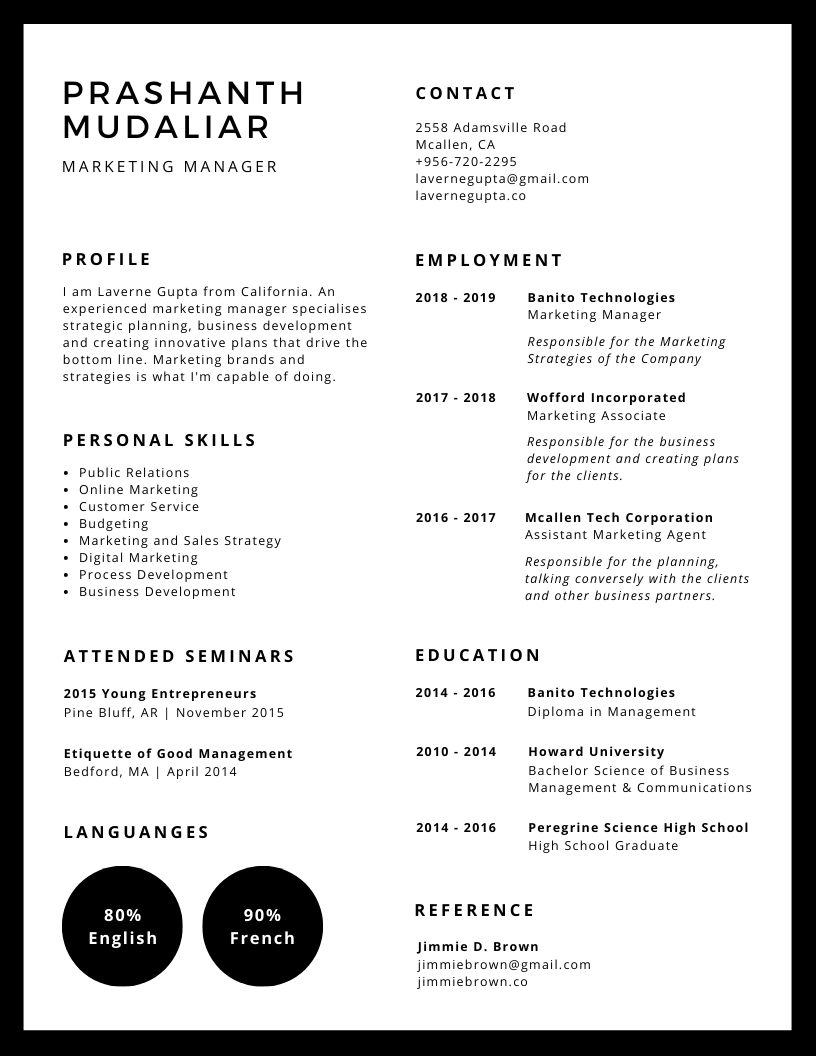 PRASHANTH
MUDALIAR
MARKETING MANAGER
PROFILE
I am Laverne Gupta from California. An
experienced marketing manager specialises
strategic planning, business development
and creating innovative plans that drive the
bottom line. Marketing brands and
strategies is what I'm capable of doing.
PERSONAL SKILLS
• Public Relations
• Online Marketing
• Customer Service
• Budgeting
• Marketing and Sales Strategy
• Digital Marketing
• Process Development
• Business Development
ATTENDED SEMINARS
2015 Young Entrepreneurs
Pine Bluff, AR | November 2015
Etiquette of Good Management
Bedford, MA | April 2014
LANGUANGES
80%
English
90%
French
CONTACT
2558 Adamsville Road
Mcallen, CA
+956-720-2295
lavernegupta@gmail.com
lavernegupta.co
EMPLOYMENT
2018 - 2019 Banito Technologies
Marketing Manager
Responsible for the Marketing
Strategies of the Company
2017 - 2018 Wofford Incorporated
Marketing Associate
Responsible for the business
development and creating plans
for the clients.
2016 - 2017 Mcallen Tech Corporation
Assistant Marketing Agent
Responsible for the planning,
talking conversely with the clients
and other business partners.
EDUCATION
2014 - 2016 Banito Technologies
Diploma in Management
2010 - 2014 Howard University
Bachelor Science of Business
Management & Communications
2014 - 2016 Peregrine Science High School
High School Graduate
REFERENCE
Jimmie D. Brown
jimmiebrown@gmail.com
jimmiebrown.co